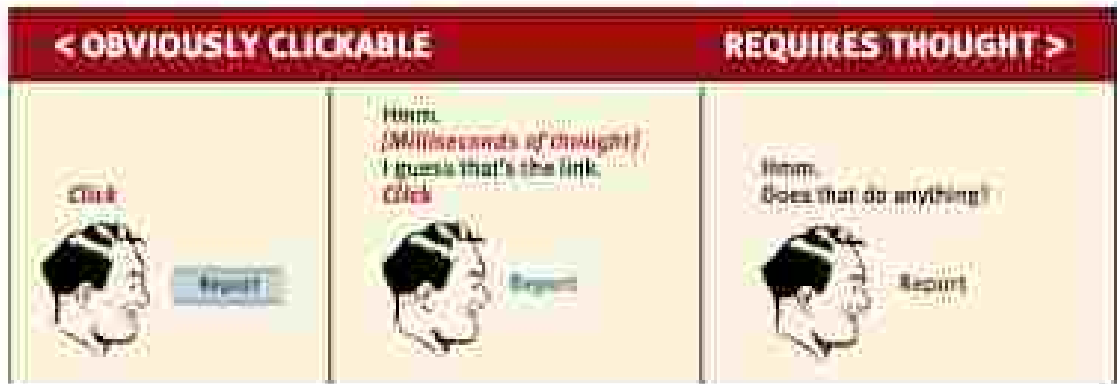 < OBVIOUSLY CLICKABLE
REQUIRES THOUGHT >
Click
Report
Hmm.
[Milliseconds of thought]
I guess that's the link.
Click
Report
Hmm.
Does that do anything?
Report